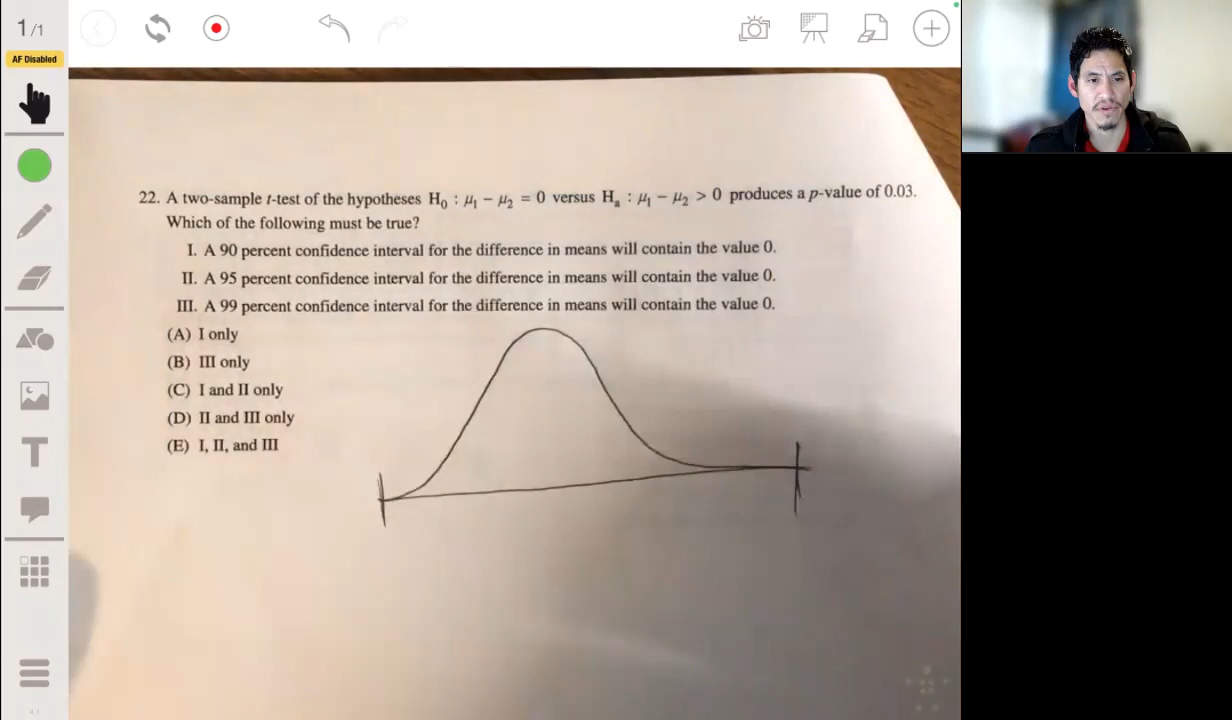 1/1
AF Disabled
22. A two-sample t-test of the hypotheses H₀ : μ₁ − μ₂ = 0 versus Hₐ : μ₁ − μ₂ > 0 produces a p-value of 0.03.
Which of the following must be true?
I. A 90 percent confidence interval for the difference in means will contain the value 0.
II. A 95 percent confidence interval for the difference in means will contain the value 0.
III. A 99 percent confidence interval for the difference in means will contain the value 0.
(A) I only
(B) III only
(C) I and II only
(D) II and III only
(E) I, II, and III
T